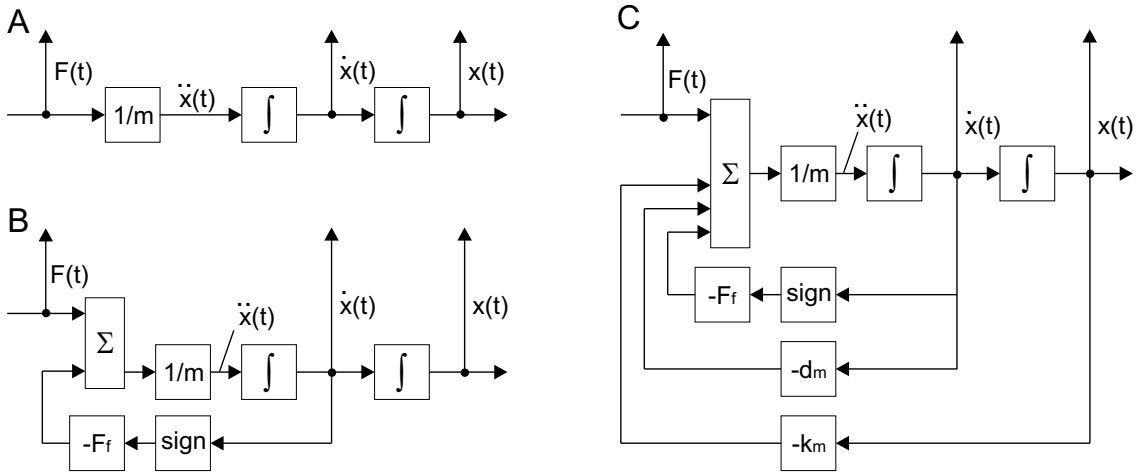 A
F(t)
1/m
ẍ(t)
∫
ẋ(t)
∫
x(t)
B
F(t)
Σ
1/m
ẍ(t)
∫
ẋ(t)
∫
x(t)
-Ff
sign
C
F(t)
Σ
1/m
ẍ(t)
∫
ẋ(t)
∫
x(t)
-Ff
sign
-dm
-km